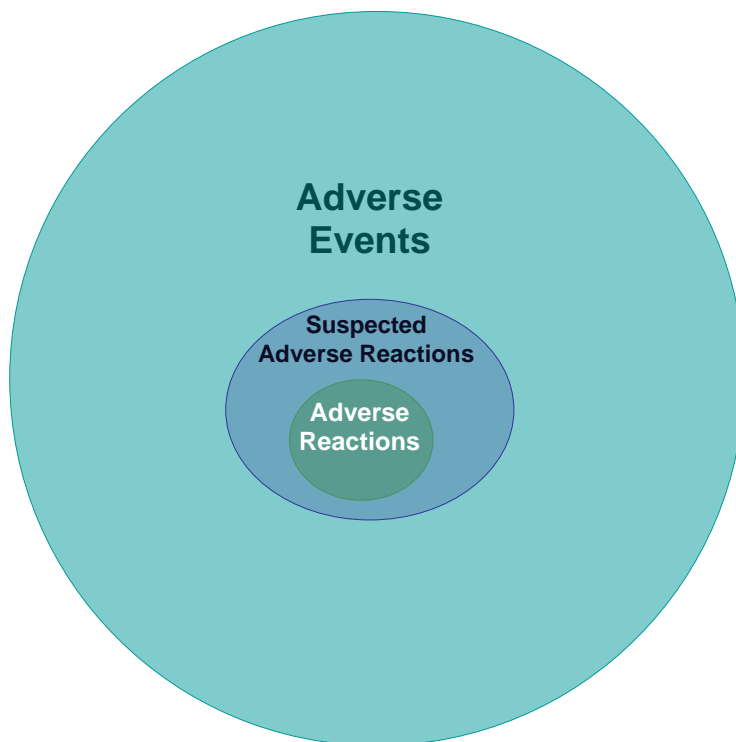 Adverse
Events
Suspected
Adverse Reactions
Adverse
Reactions